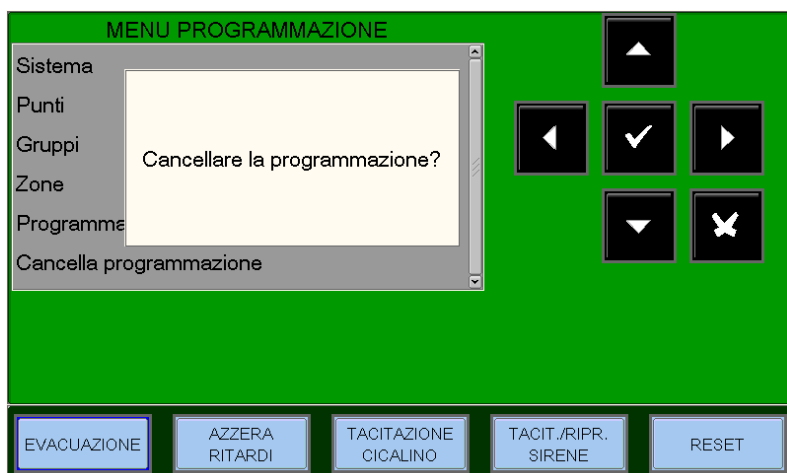 MENU PROGRAMMAZIONE
Sistema
Punti
Gruppi
Zone
Programma
Cancella programmazione
Cancellare la programmazione?
EVACUAZIONE
AZZERA
RITARDI
TACITAZIONE
CICALINO
TACIT./RIPR.
SIRENE
RESET